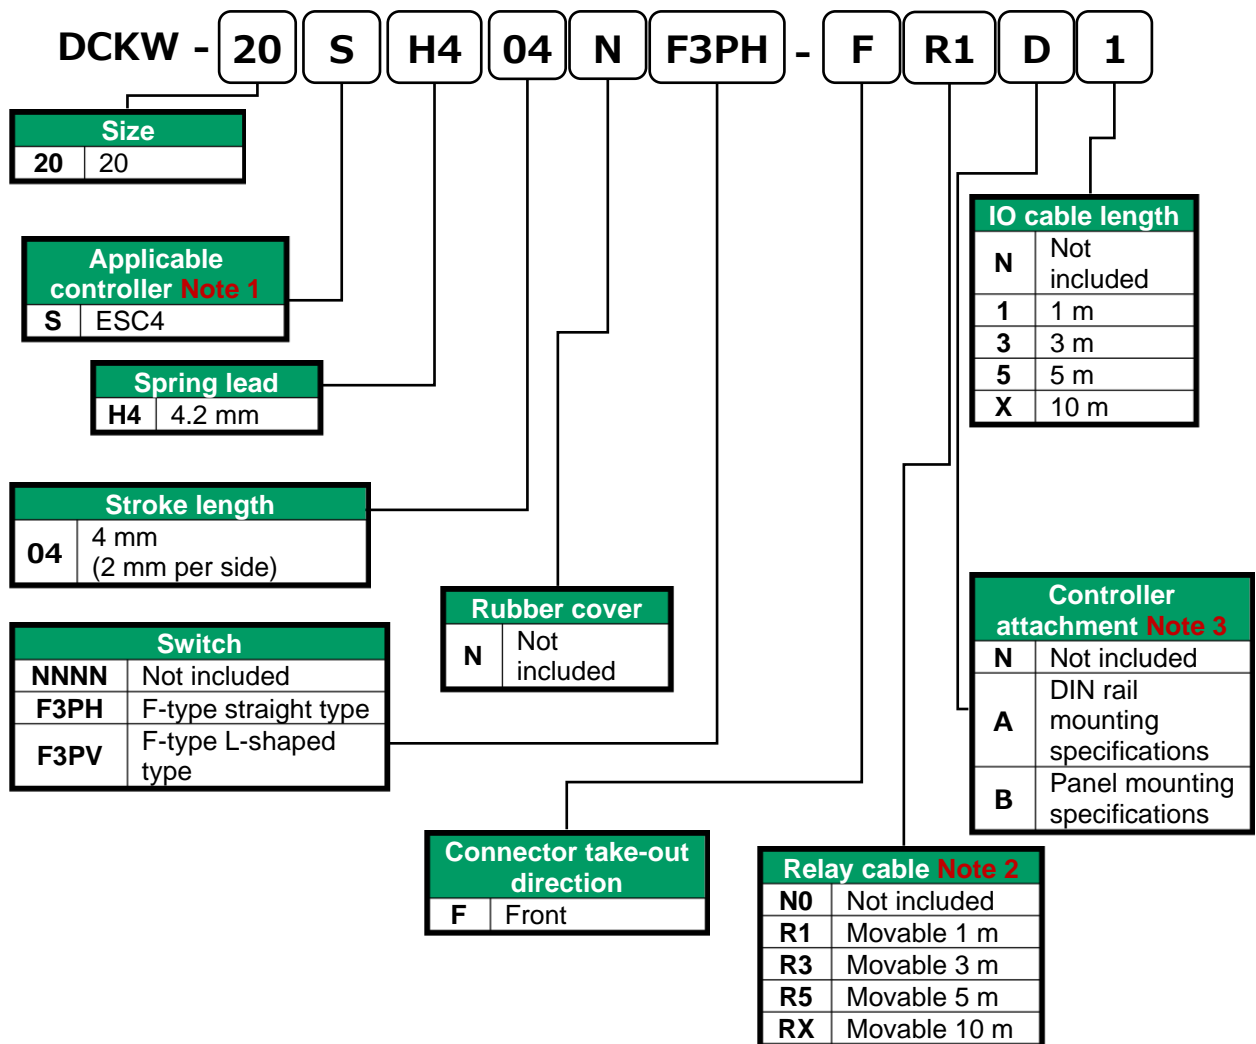 DCKW - 20 S H4 04 N F3PH - F R1 D 1
Size
20 20
Applicable
controller Note 1
S ESC4
Spring lead
H4 4.2 mm
Stroke length
04 4 mm
(2 mm per side)
Switch
NNNN Not included
F3PH F-type straight type
F3PV F-type L-shaped
type
Rubber cover
N Not
included
Connector take-out
direction
F Front
Relay cable Note 2
N0 Not included
R1 Movable 1 m
R3 Movable 3 m
R5 Movable 5 m
RX Movable 10 m
Controller
attachment Note 3
N Not included
A DIN rail
mounting
specifications
B Panel mounting
specifications
IO cable length
N Not
included
1 1 m
3 3 m
5 5 m
X 10 m